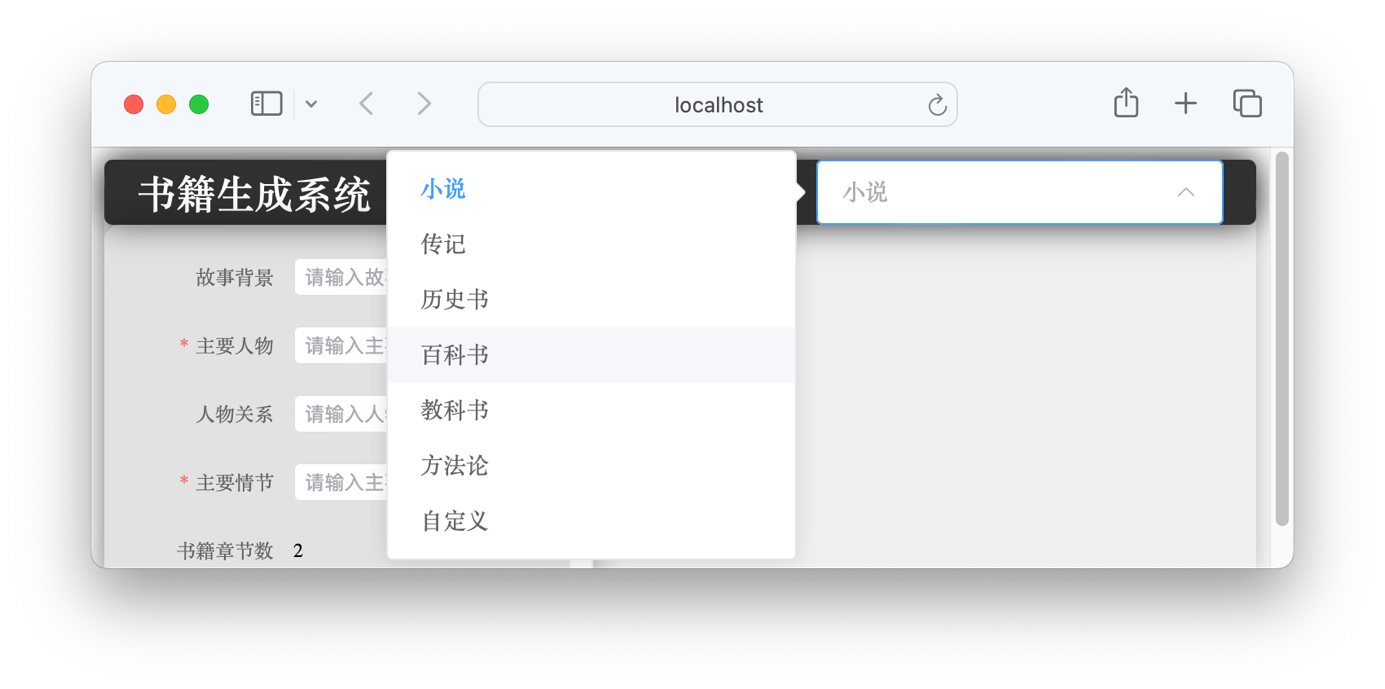 localhost
书籍生成系统
小说
小说
传记
历史书
百科书
教科书
方法论
自定义
故事背景
请输入故
* 主要人物
请输入主
人物关系
请输入人
* 主要情节
请输入主
书籍章节数
2